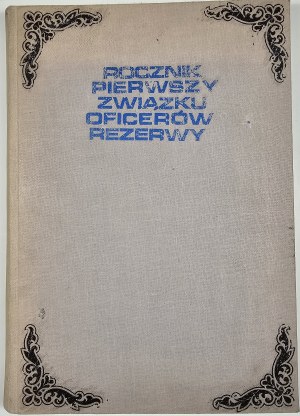 ROCZNIK
PIERWSZY
ZWIĄZKU
OFICERÓW
REZERWY